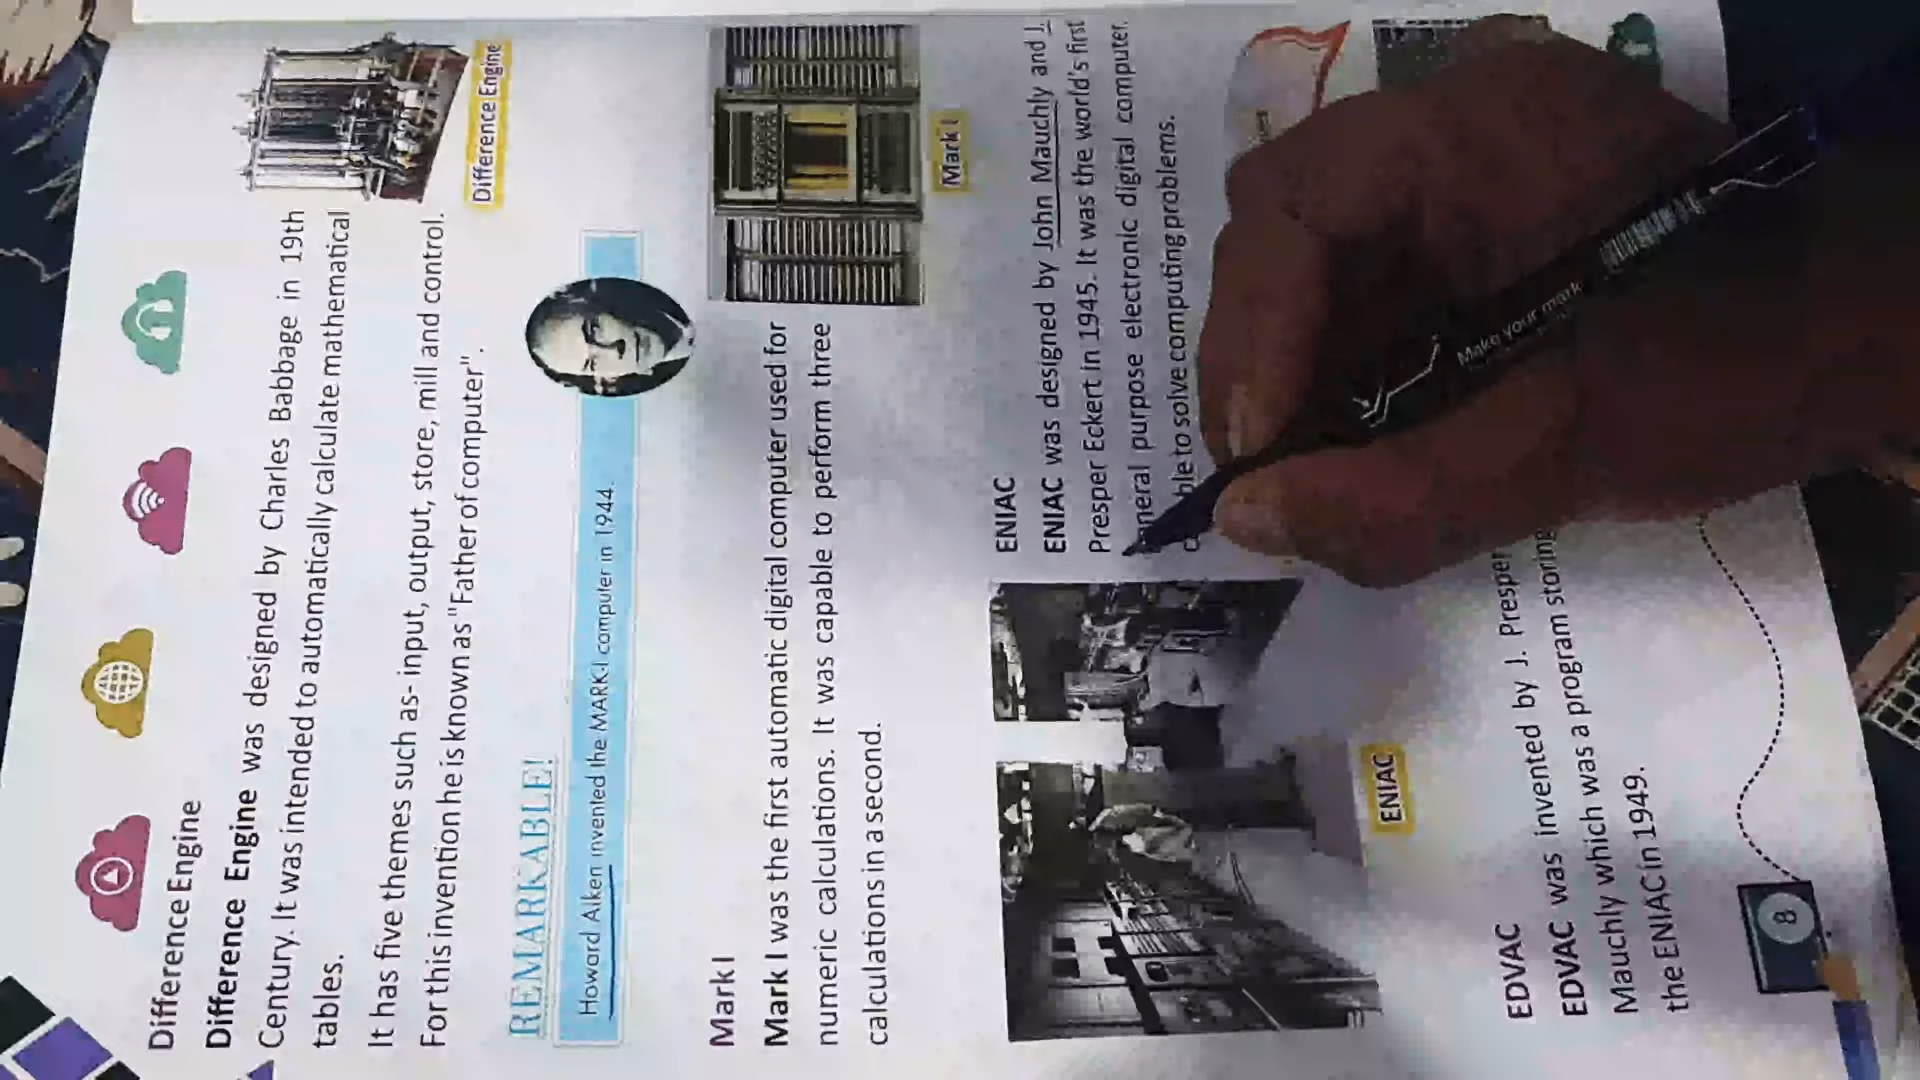 Difference Engine
Difference Engine was designed by Charles Babbage in 19th
Century. It was intended to automatically calculate mathematical
tables.
It has five themes such as- input, output, store, mill and control.
For this invention he is known as "Father of computer".
Difference Engine
REMARKABLE!
Howard Aiken invented the MARK-I computer in 1944.
Mark I
Mark I was the first automatic digital computer used for
numeric calculations. It was capable to perform three
calculations in a second.
Mark I
ENIAC
ENIAC was designed by John Mauchly and J.
Presper Eckert in 1945. It was the world's first
neral purpose electronic digital computer
ble to solve computing problems.
ENIAC
EDVAC
EDVAC was invented by J. Presper
Mauchly which was a program storing
the ENIAC in 1949.
8
Make your mark